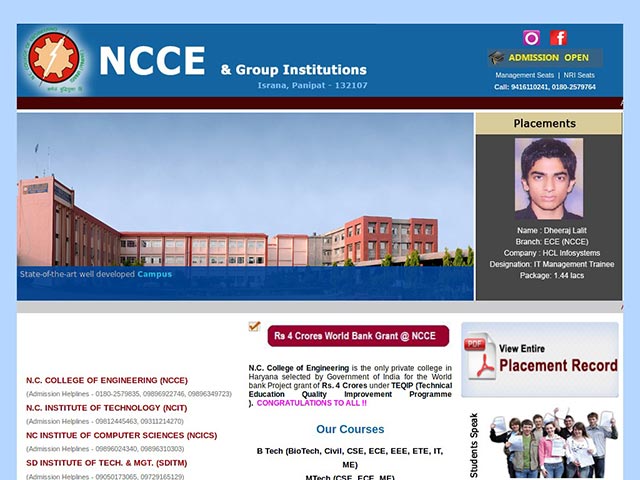 N.C. COLLEGE OF ENGINEERING
NCCE & Group Institutions
Israna, Panipat - 132107
ADMISSION OPEN
Management Seats | NRI Seats
Call: 9416110241, 0180-2579764
State-of-the-art well developed Campus
Placements
Name : Dheeraj Lalit
Branch: ECE (NCCE)
Company : HCL Infosystems
Designation: IT Management Trainee
Package: 1.44 lacs
N.C. COLLEGE OF ENGINEERING (NCCE)
(Admission Helplines - 0180-2579835, 09896922746, 09896349723)
N.C. INSTITUTE OF TECHNOLOGY (NCIT)
(Admission Helplines - 09812445463, 09311214270)
NC INSTITUE OF COMPUTER SCIENCES (NCICS)
(Admission Helplines - 09896024340, 09896310303)
SD INSTITUTE OF TECH. & MGT. (SDITM)
(Admission Helplines - 09050173065, 09729165129)
Rs 4 Crores World Bank Grant @ NCCE
N.C. College of Engineering is the only private college in
Haryana selected by Government of India for the World
bank Project grant of Rs. 4 Crores under TEQIP (Technical
Education Quality Improvement Programme
). CONGRATULATIONS TO ALL !!
Our Courses
B Tech (BioTech, Civil, CSE, ECE, EEE, ETE, IT,
ME)
MTech (CSE, ECE, ME)
PDF
View Entire
Placement Record
Students Speak